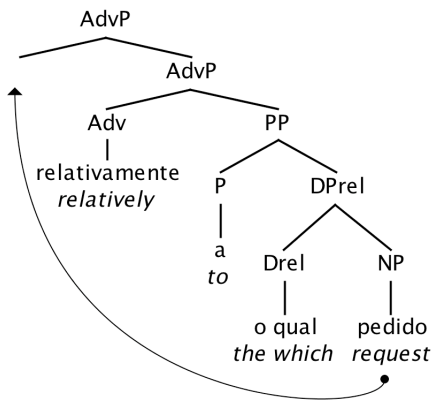 AdvP
AdvP
Adv PP
relativamente P DPrel
relatively
a Drel NP
to
o qual pedido
the which request